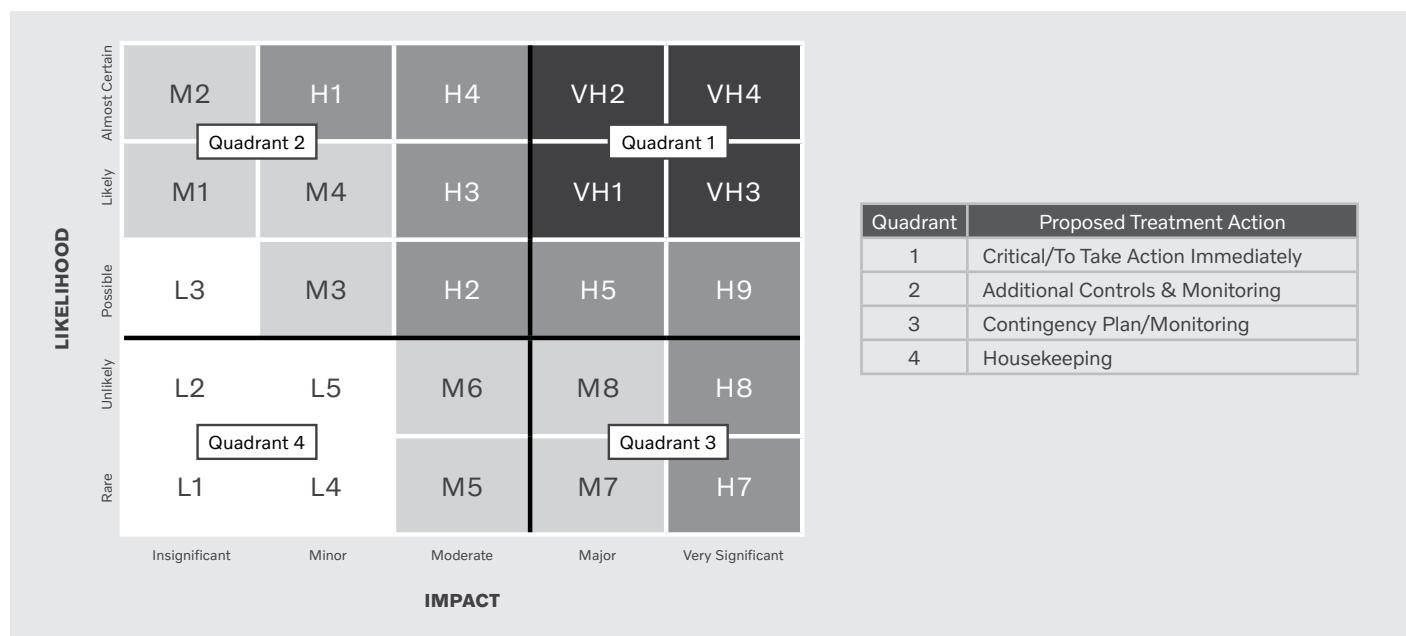 LIKELIHOOD
Almost Certain
M2 H1 H4 VH2 VH4
Quadrant 2 Quadrant 1
Likely
M1 M4 H3 VH1 VH3
Possible
L3 M3 H2 H5 H9
Unlikely
L2 L5 M6 M8 H8
Quadrant 4 Quadrant 3
Rare
L1 L4 M5 M7 H7
Insignificant Minor Moderate Major Very Significant
IMPACT
Quadrant Proposed Treatment Action
1 Critical/To Take Action Immediately
2 Additional Controls & Monitoring
3 Contingency Plan/Monitoring
4 Housekeeping